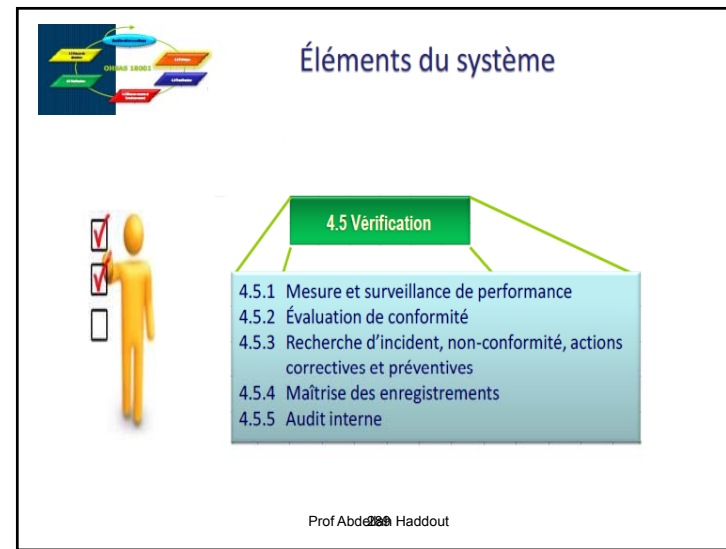 OHSAS 18001
Éléments du système
4.5 Vérification
4.5.1 Mesure et surveillance de performance
4.5.2 Évaluation de conformité
4.5.3 Recherche d’incident, non-conformité, actions
correctives et préventives
4.5.4 Maîtrise des enregistrements
4.5.5 Audit interne
Prof Abdellah Haddout
289